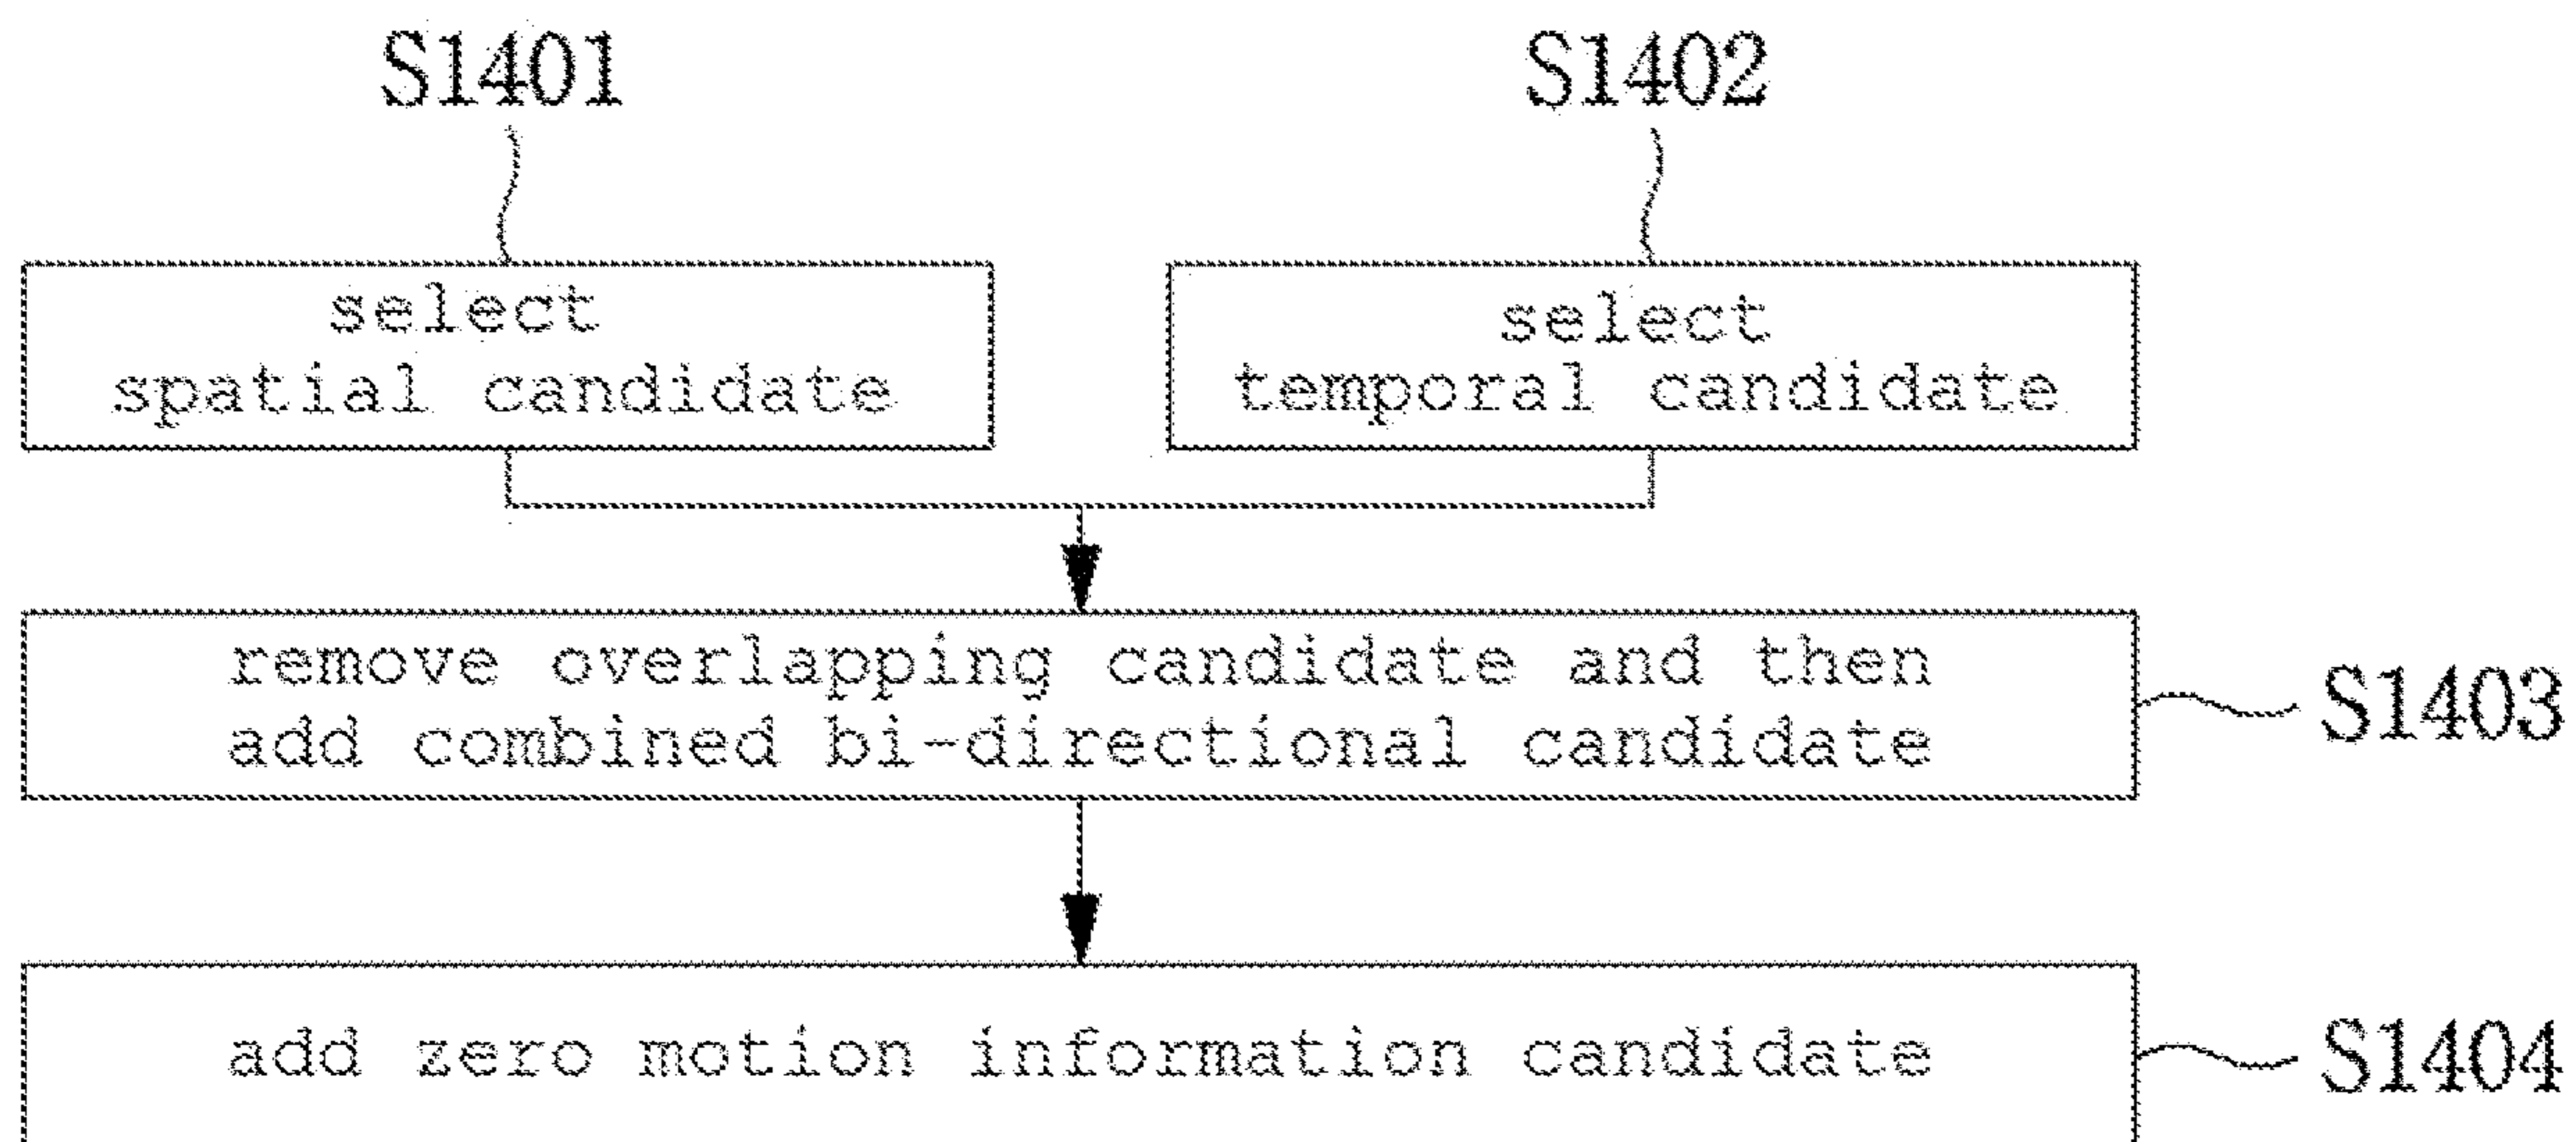 S1401
S1402
select
spatial candidate
select
temporal candidate
remove overlapping candidate and then
add combined bi-directional candidate
S1403
add zero motion information candidate
S1404